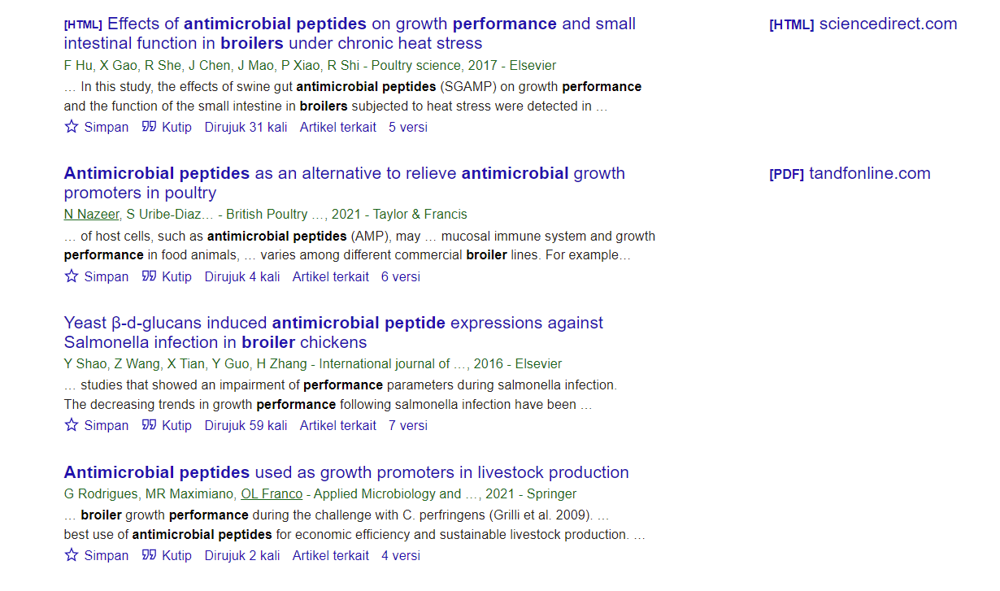 [HTML] Effects of antimicrobial peptides on growth performance and small
intestinal function in broilers under chronic heat stress
[HTML] sciencedirect.com
F Hu, X Gao, R She, J Chen, J Mao, P Xiao, R Shi - Poultry science, 2017 - Elsevier
… In this study, the effects of swine gut antimicrobial peptides (SGAMP) on growth performance
and the function of the small intestine in broilers subjected to heat stress were detected in …
Simpan Kutip Dirujuk 31 kali Artikel terkait 5 versi
Antimicrobial peptides as an alternative to relieve antimicrobial growth
promoters in poultry
[PDF] tandfonline.com
N Nazeer, S Uribe-Diaz… - British Poultry …, 2021 - Taylor & Francis
… of host cells, such as antimicrobial peptides (AMP), may … mucosal immune system and growth
performance in food animals, … varies among different commercial broiler lines. For example…
Simpan Kutip Dirujuk 4 kali Artikel terkait 6 versi
Yeast β-d-glucans induced antimicrobial peptide expressions against
Salmonella infection in broiler chickens
Y Shao, Z Wang, X Tian, Y Guo, H Zhang - International journal of …, 2016 - Elsevier
… studies that showed an impairment of performance parameters during salmonella infection.
The decreasing trends in growth performance following salmonella infection have been …
Simpan Kutip Dirujuk 59 kali Artikel terkait 7 versi
Antimicrobial peptides used as growth promoters in livestock production
G Rodrigues, MR Maximiano, OL Franco - Applied Microbiology and …, 2021 - Springer
… broiler growth performance during the challenge with C. perfringens (Grilli et al. 2009). …
best use of antimicrobial peptides for economic efficiency and sustainable livestock production. …
Simpan Kutip Dirujuk 2 kali Artikel terkait 4 versi